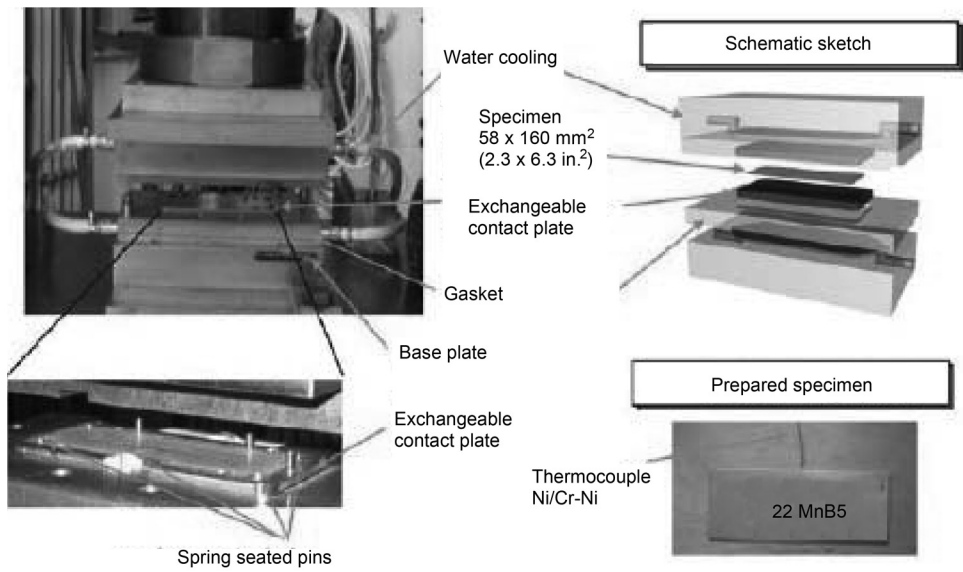 Water cooling
Schematic sketch
Specimen
58 x 160 mm²
(2.3 x 6.3 in.²)
Exchangeable
contact plate
Gasket
Base plate
Prepared specimen
Exchangeable
contact plate
Thermocouple
Ni/Cr-Ni
22 MnB5
Spring seated pins